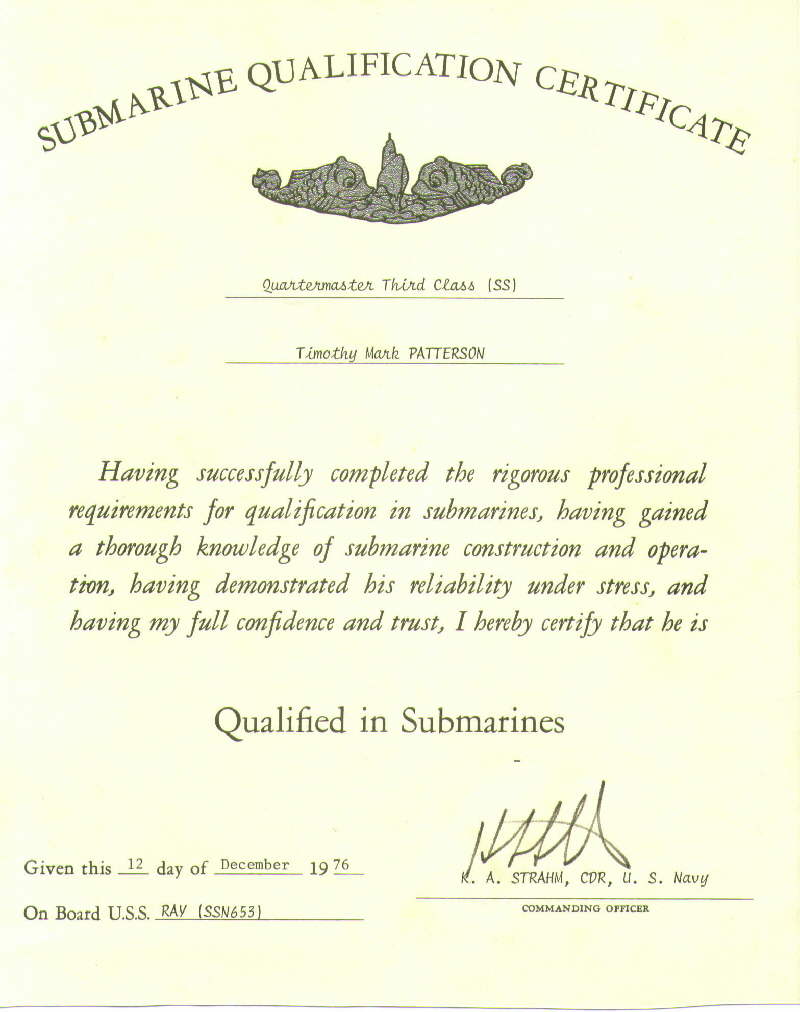 SUBMARINE QUALIFICATION CERTIFICATE
Quartermaster Third Class (SS)
Timothy Mark PATTERSON
Having successfully completed the rigorous professional
requirements for qualification in submarines, having gained
a thorough knowledge of submarine construction and opera-
tion, having demonstrated his reliability under stress, and
having my full confidence and trust, I hereby certify that he is
Qualified in Submarines
Given this 12 day of December 1976
On Board U.S.S. RAY (SSN653)
K. A. STRAHM, CDR, U. S. Navy
COMMANDING OFFICER